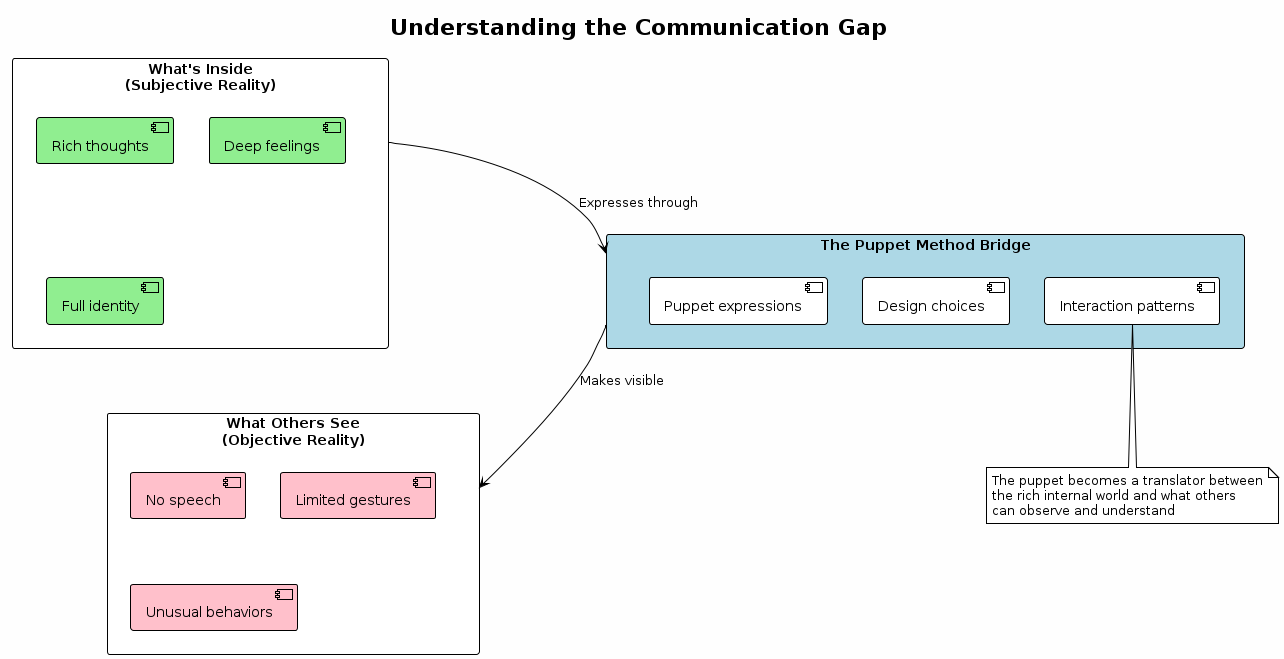 Understanding the Communication Gap
What's Inside
(Subjective Reality)
Rich thoughts
Deep feelings
Full identity
Expresses through
The Puppet Method Bridge
Puppet expressions
Design choices
Interaction patterns
Makes visible
What Others See
(Objective Reality)
No speech
Limited gestures
Unusual behaviors
The puppet becomes a translator between
the rich internal world and what others
can observe and understand